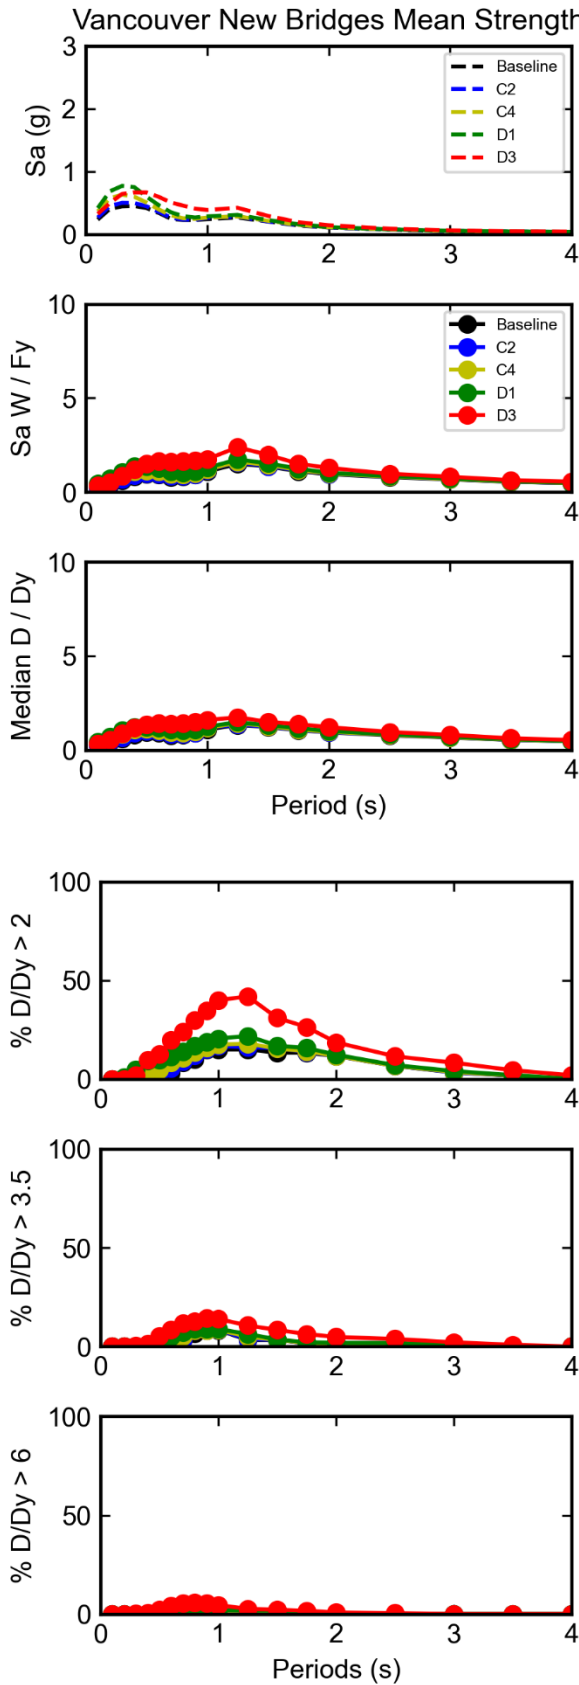 Vancouver New Bridges Mean Strength
3
2
1
0
Sa (g)
Baseline
C2
C4
D1
D3
0 1 2 3 4
10
5
0
Sa W / Fy
Baseline
C2
C4
D1
D3
0 1 2 3 4
10
5
0
Median D / Dy
0 1 2 3 4
Period (s)
100
50
0
% D/Dy > 2
0 1 2 3 4
100
50
0
% D/Dy > 3.5
0 1 2 3 4
100
50
0
% D/Dy > 6
0 1 2 3 4
Periods (s)